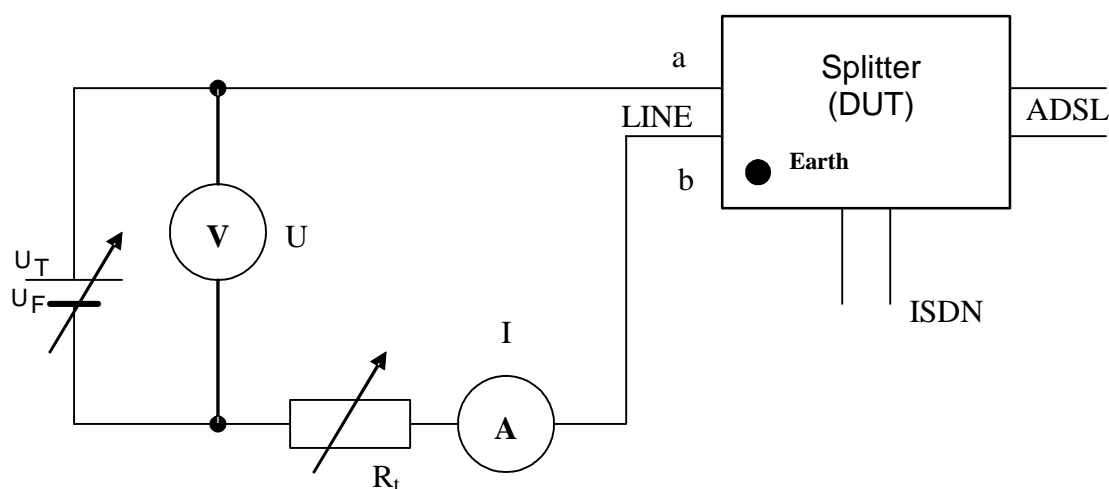 a
Splitter
(DUT)
LINE
ADSL
b
Earth
V
U
U_T
U_F
ISDN
I
A
R_t